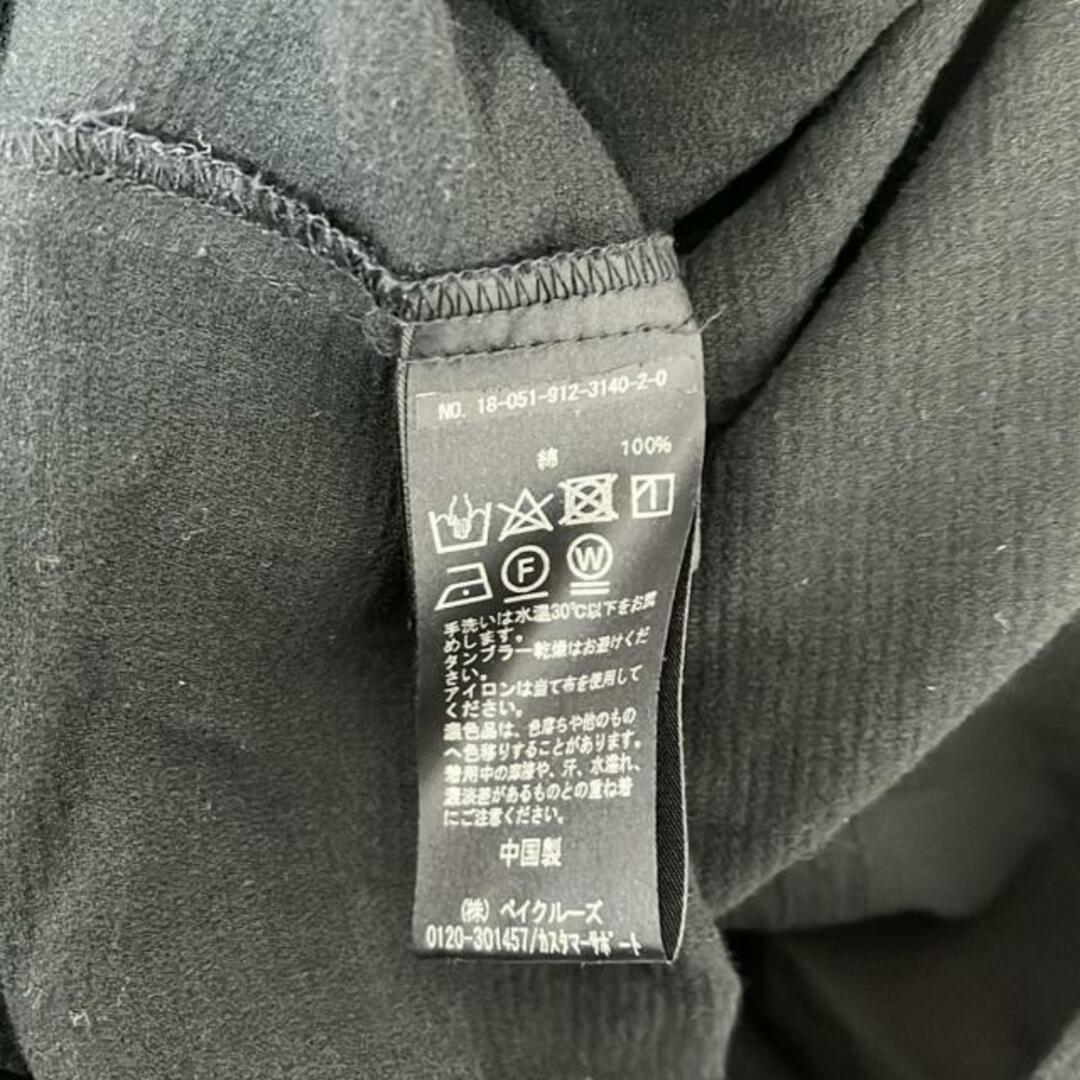 NO. 18-051-912-3140-2-0
綿 100%
F W
手洗いは水温30℃以下をお奨
めします。
タンブラー乾燥はお避けくだ
さい。
アイロンは当て布を使用して
ください。
濃色品は、色落ちや他のもの
へ色移りすることがあります。
着用中の摩擦や、汗、水濡れ、
濃淡差があるものとの重ね着
にご注意ください。
中国製
(株) ベイクルーズ
0120-301457/カスタマーサポート